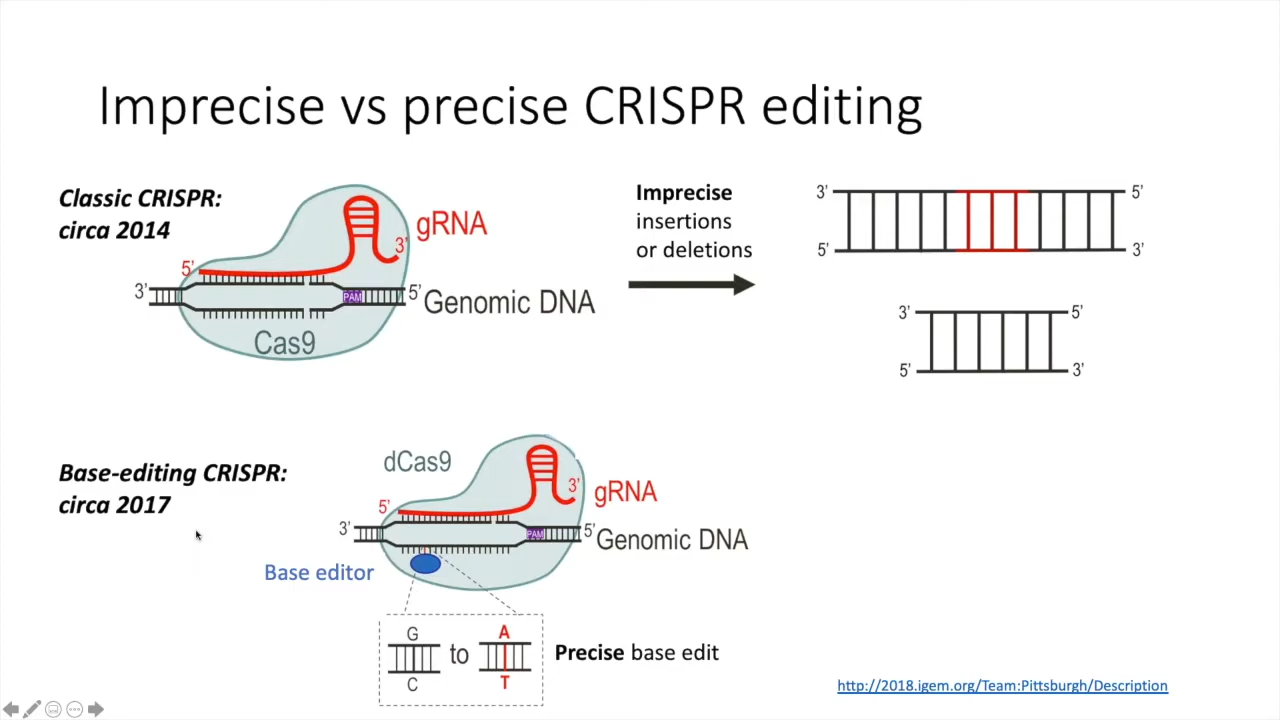 Imprecise vs precise CRISPR editing
Classic CRISPR:
circa 2014
gRNA
5'
3'
3'
PAM
5'
Genomic DNA
Cas9
Imprecise
insertions
or deletions
3'
5'
5'
3'
3'
5'
5'
3'
Base-editing CRISPR:
circa 2017
dCas9
5'
3'
gRNA
3'
PAM
5'
Genomic DNA
Base editor
G
A
to
C
T
Precise base edit
http://2018.igem.org/Team:Pittsburgh/Description